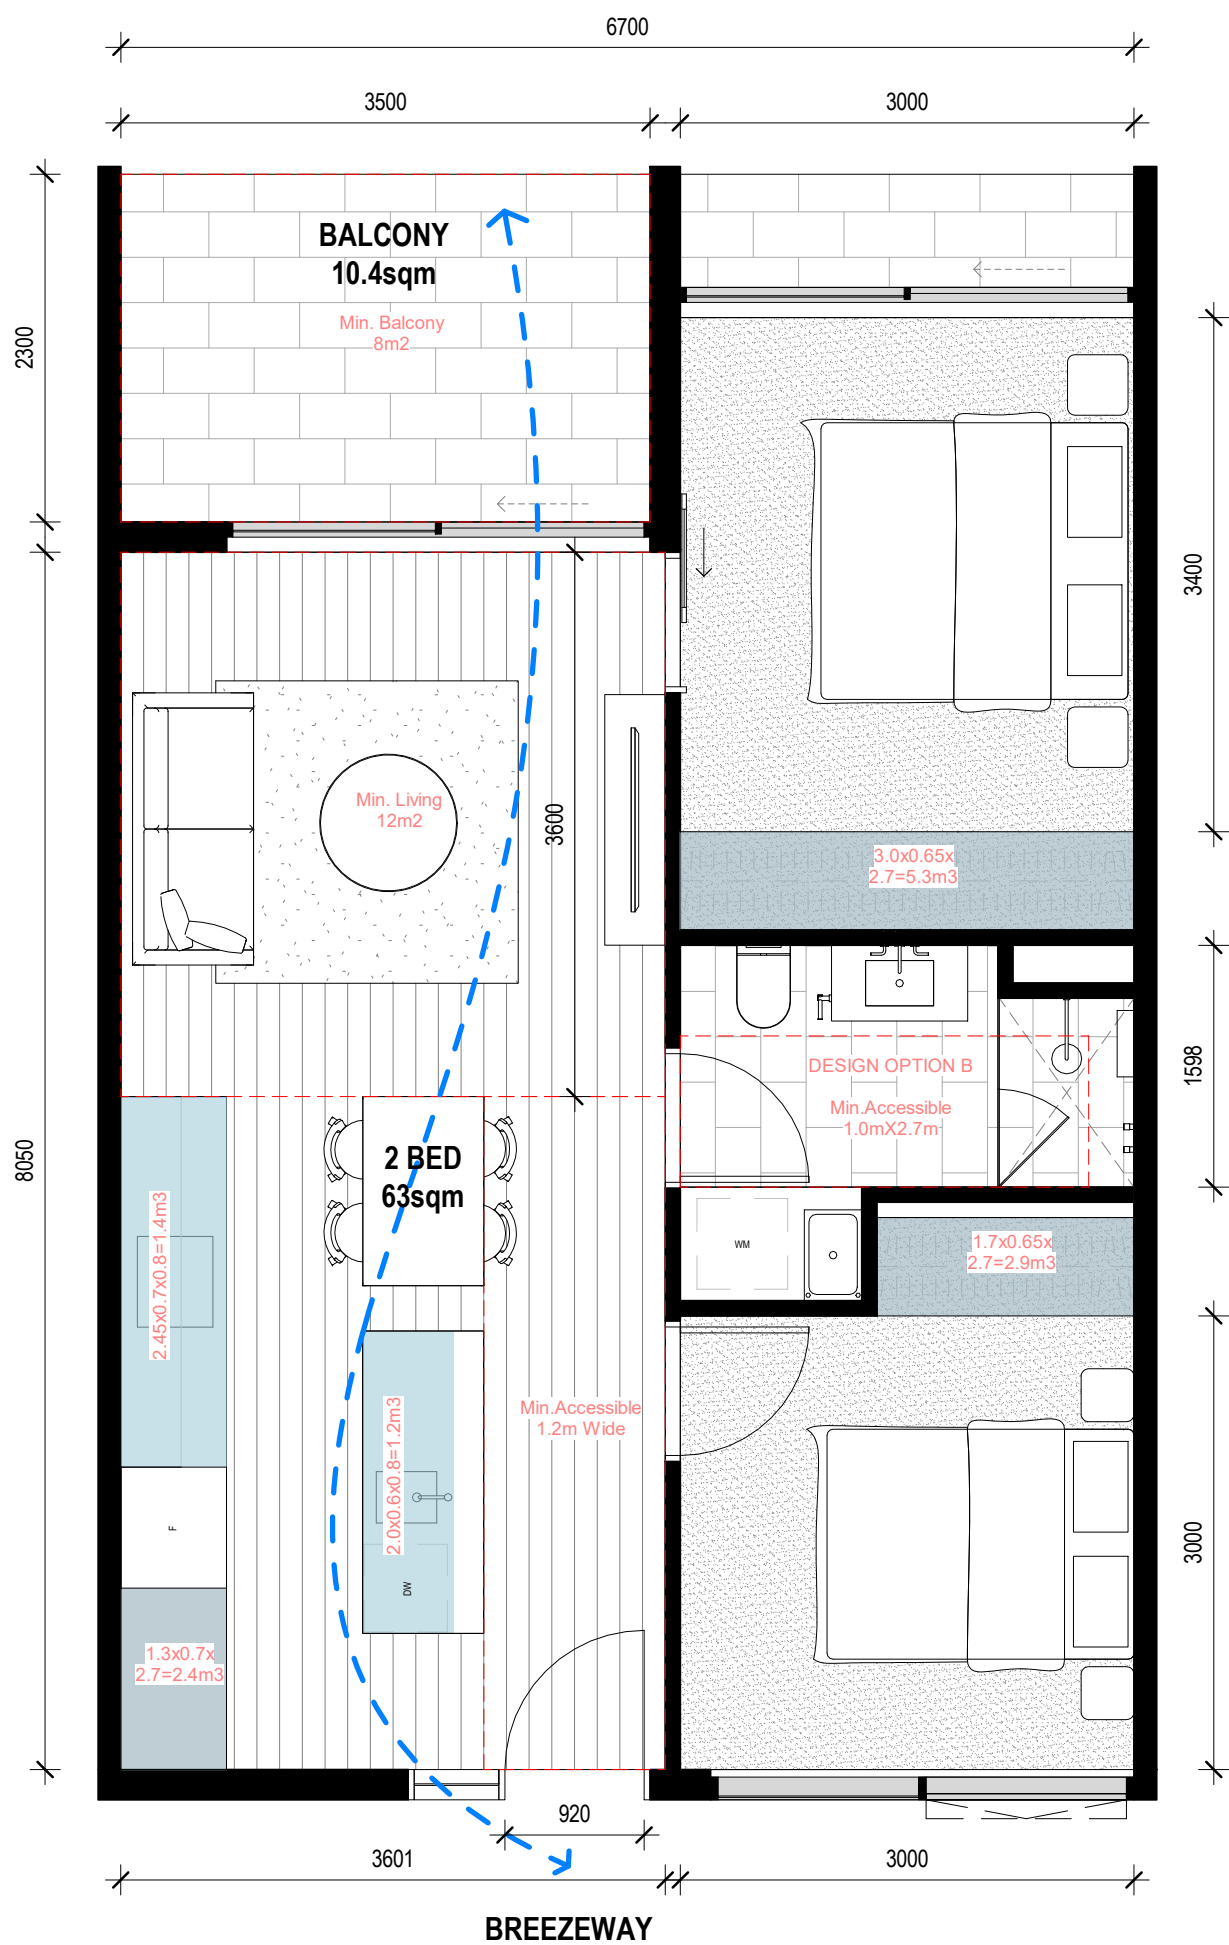 6700
3500
3000
BALCONY
10.4sqm
Min. Balcony
8m2
2300
3400
Min. Living
12m2
3600
3.0x0.65x
2.7=5.3m3
DESIGN OPTION B
Min.Accessible
1.0mX2.7m
1598
8050
2 BED
63sqm
2.45x0.7x0.8=1.4m3
WM
1.7x0.65x
2.7=2.9m3
Min.Accessible
1.2m Wide
2.0x0.6x0.8=1.2m3
F
DW
3000
1.3x0.7x
2.7=2.4m3
920
3601
3000
BREEZEWAY